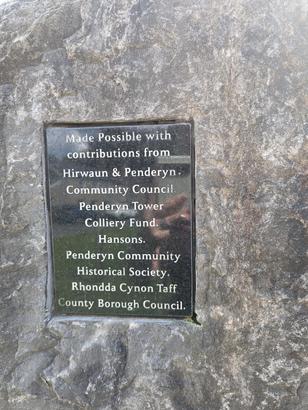 Made Possible with
contributions from
Hirwaun & Penderyn.
Community Council
Penderyn Tower
Colliery Fund.
Hansons.
Penderyn Community
Historical Society.
Rhondda Cynon Taff
County Borough Council.